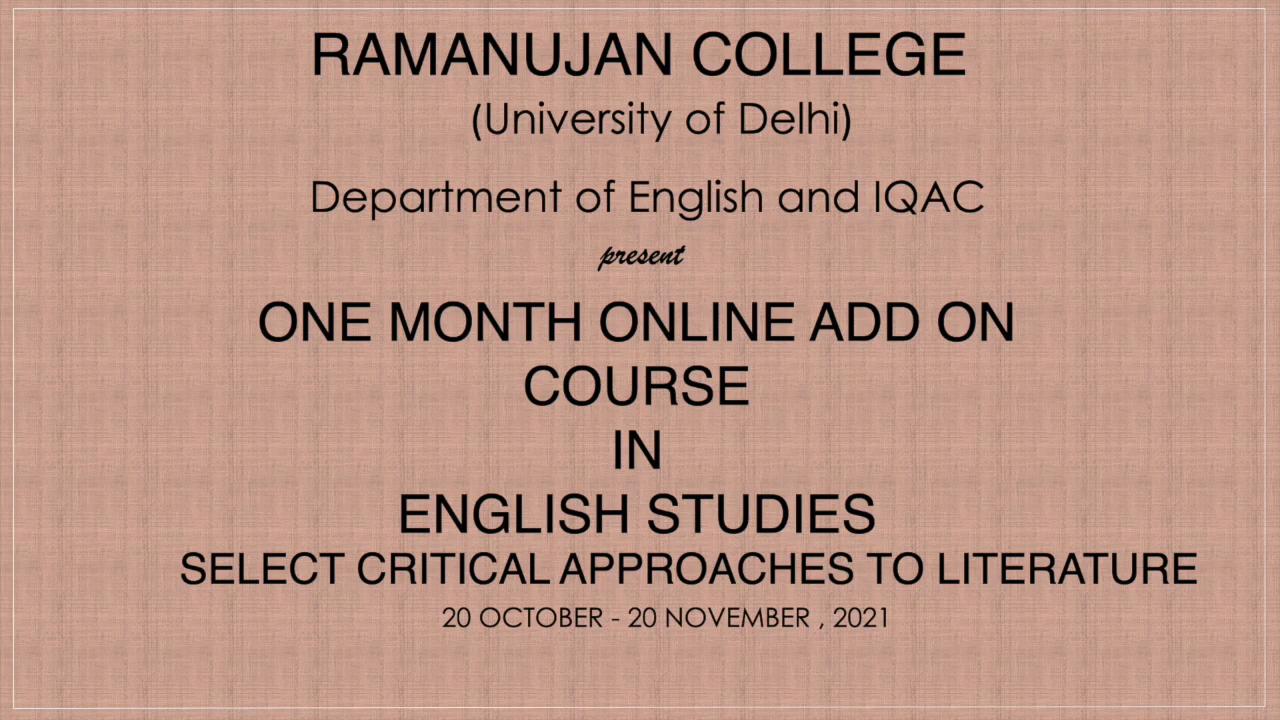 RAMANUJAN COLLEGE
(University of Delhi)
Department of English and IQAC
present
ONE MONTH ONLINE ADD ON
COURSE
IN
ENGLISH STUDIES
SELECT CRITICAL APPROACHES TO LITERATURE
20 OCTOBER - 20 NOVEMBER , 2021